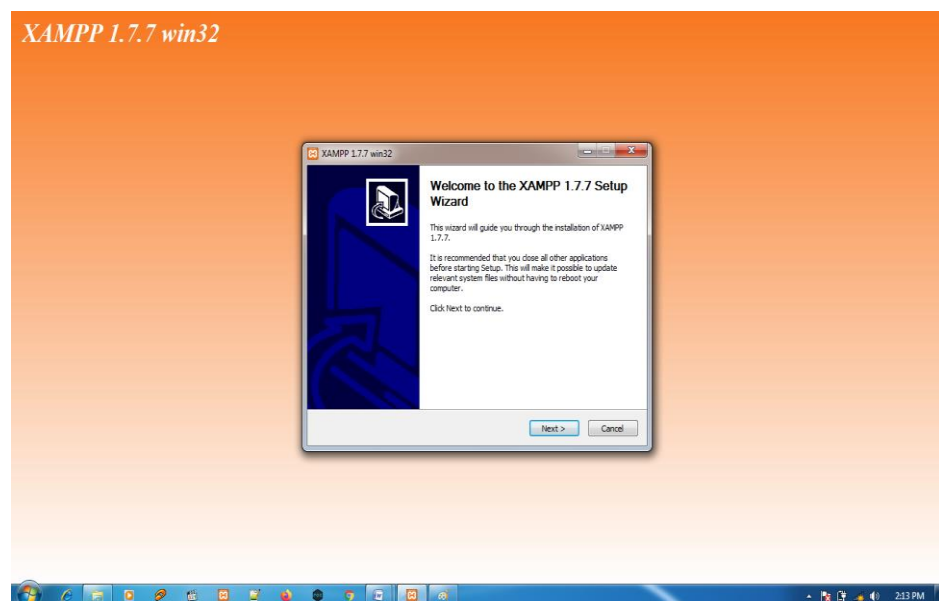 XAMPP 1.7.7 win32
XAMPP 1.7.7 win32
Welcome to the XAMPP 1.7.7 Setup
Wizard
This wizard will guide you through the installation of XAMPP
1.7.7.
It is recommended that you close all other applications
before starting Setup. This will make it possible to update
relevant system files without having to reboot your
computer.
Click Next to continue.
Next >
Cancel
2:13 PM